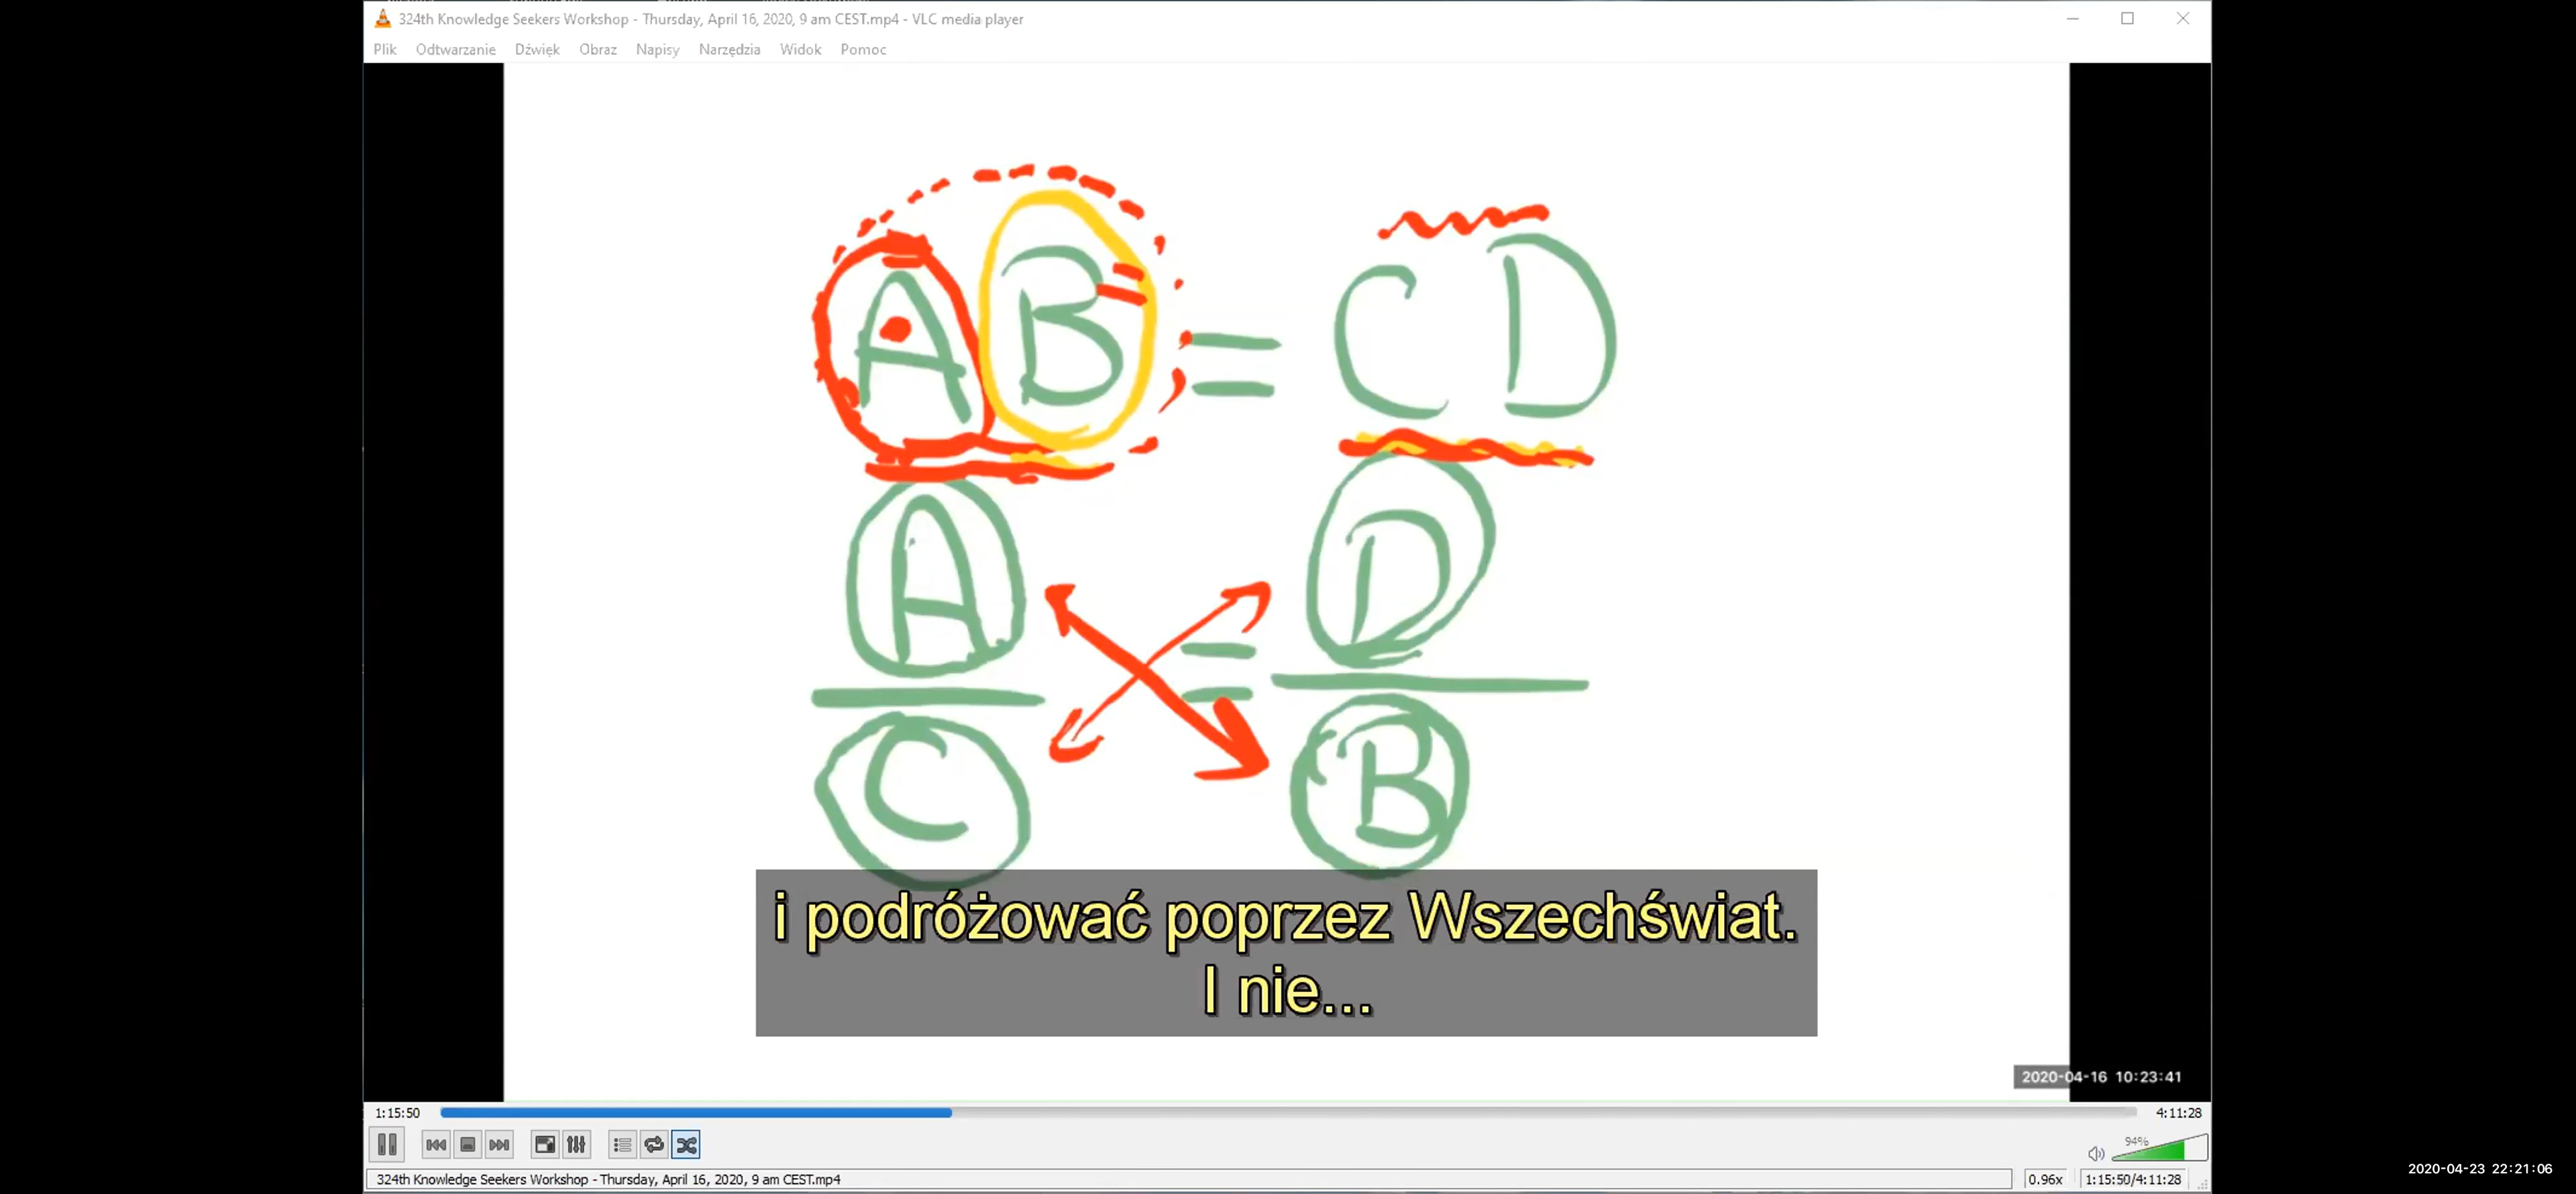 324th Knowledge Seekers Workshop - Thursday, April 16, 2020, 9 am CEST.mp4 - VLC media player
Plik Odtwarzanie Dźwięk Obraz Napisy Narzędzia Widok Pomoc
AB = CD
A = D
C B
i podróżować poprzez Wszechświat.
I nie...
2020-04-16 10:23:41
1:15:50 4:11:28
94%
324th Knowledge Seekers Workshop - Thursday, April 16, 2020, 9 am CEST.mp4 0.96x 1:15:50/4:11:28
2020-04-23 22:21:06